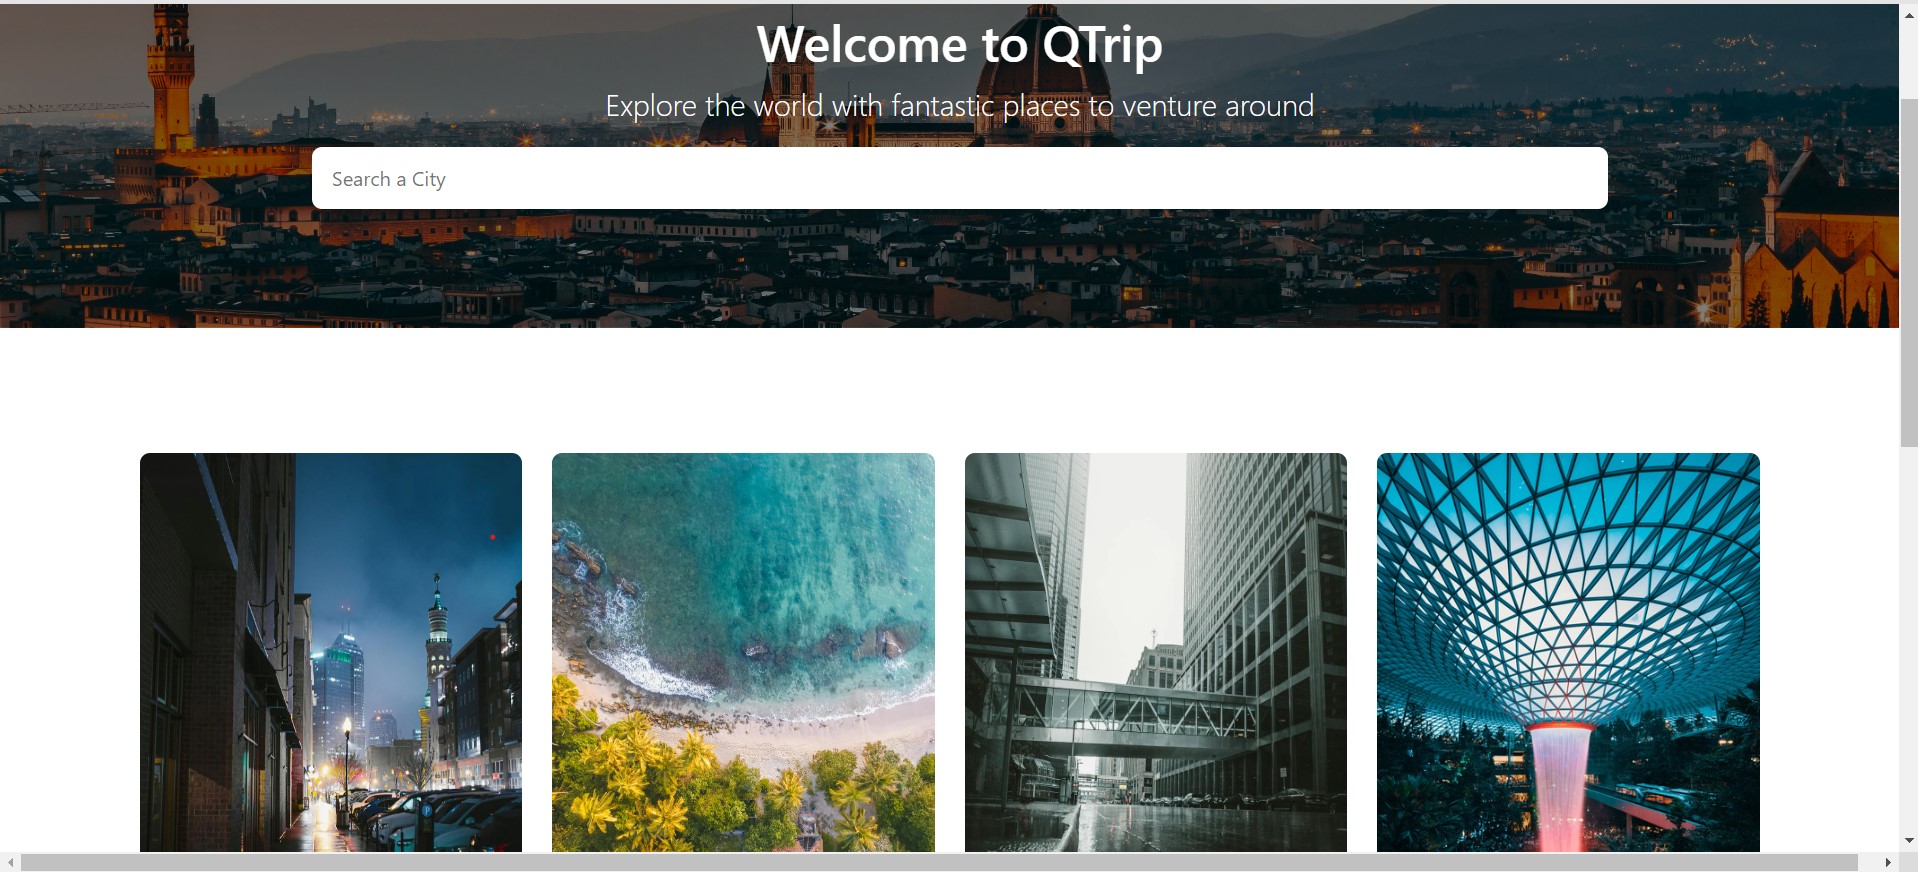 Welcome to QTrip
Explore the world with fantastic places to venture around
Search a City